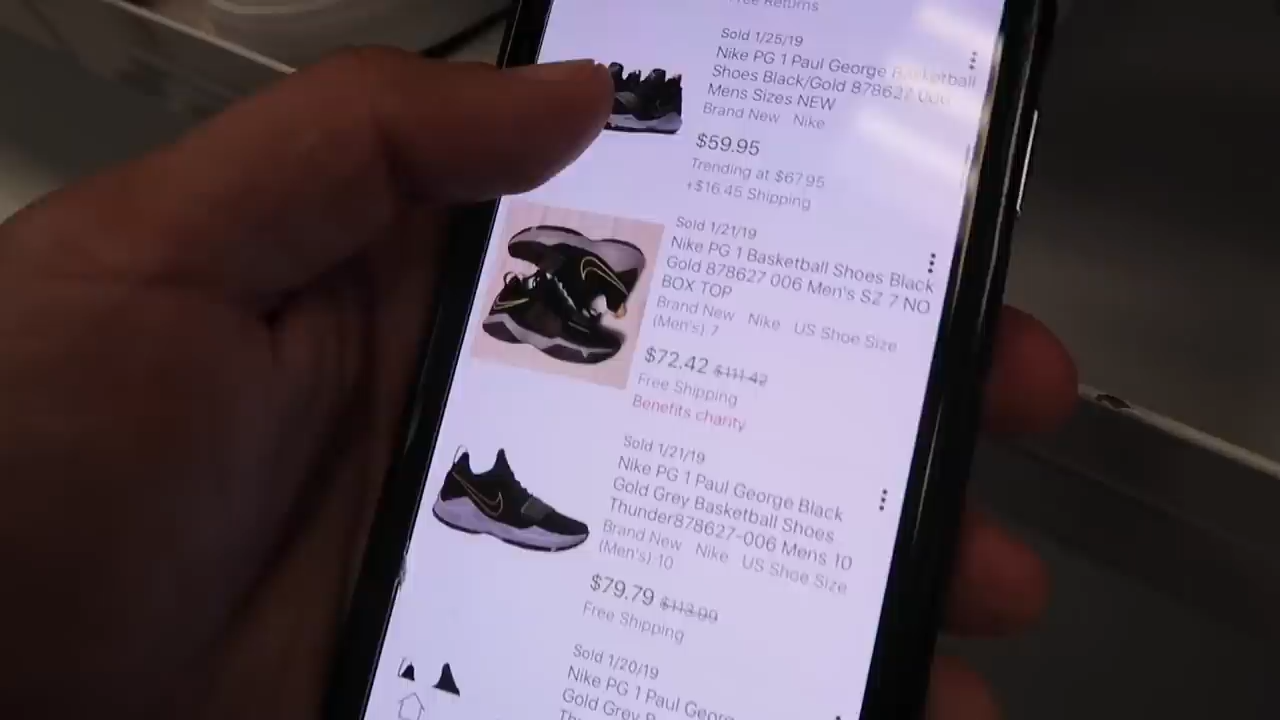 Free Returns
Sold 1/25/19
Nike PG 1 Paul George Basketball
Shoes Black/Gold 878627 006
Mens Sizes NEW
Brand New Nike
$59.95
Trending at $67.95
+$16.45 Shipping
Sold 1/21/19
Nike PG 1 Basketball Shoes Black
Gold 878627 006 Men's SZ 7 NO
BOX TOP
Brand New Nike US Shoe Size
(Men's) 7
$72.42 $111.42
Free Shipping
Benefits charity
Sold 1/21/19
Nike PG 1 Paul George Black
Gold Grey Basketball Shoes
Thunder878627-006 Mens 10
Brand New Nike US Shoe Size
(Men's) 10
$79.79 $113.99
Free Shipping
Sold 1/20/19
Nike PG 1 Paul George
Gold Grey